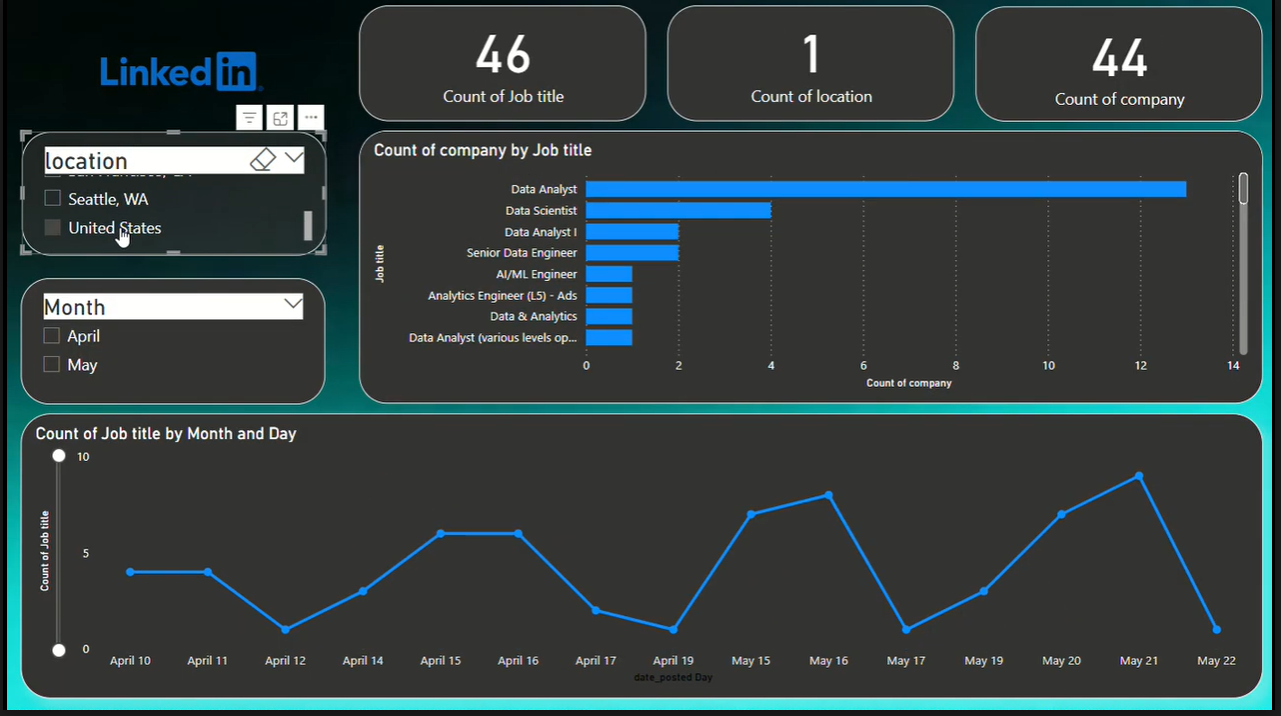 LinkedIn
46
Count of Job title
1
Count of location
44
Count of company
location
Seattle, WA
United States
Month
April
May
Count of company by Job title
Job title
Data Analyst
Data Scientist
Data Analyst I
Senior Data Engineer
AI/ML Engineer
Analytics Engineer (L5) - Ads
Data & Analytics
Data Analyst (various levels op...
0 2 4 6 8 10 12 14
Count of company
Count of Job title by Month and Day
Count of Job title
10
5
0
April 10 April 11 April 12 April 14 April 15 April 16 April 17 April 19 May 15 May 16 May 17 May 19 May 20 May 21 May 22
date_posted Day